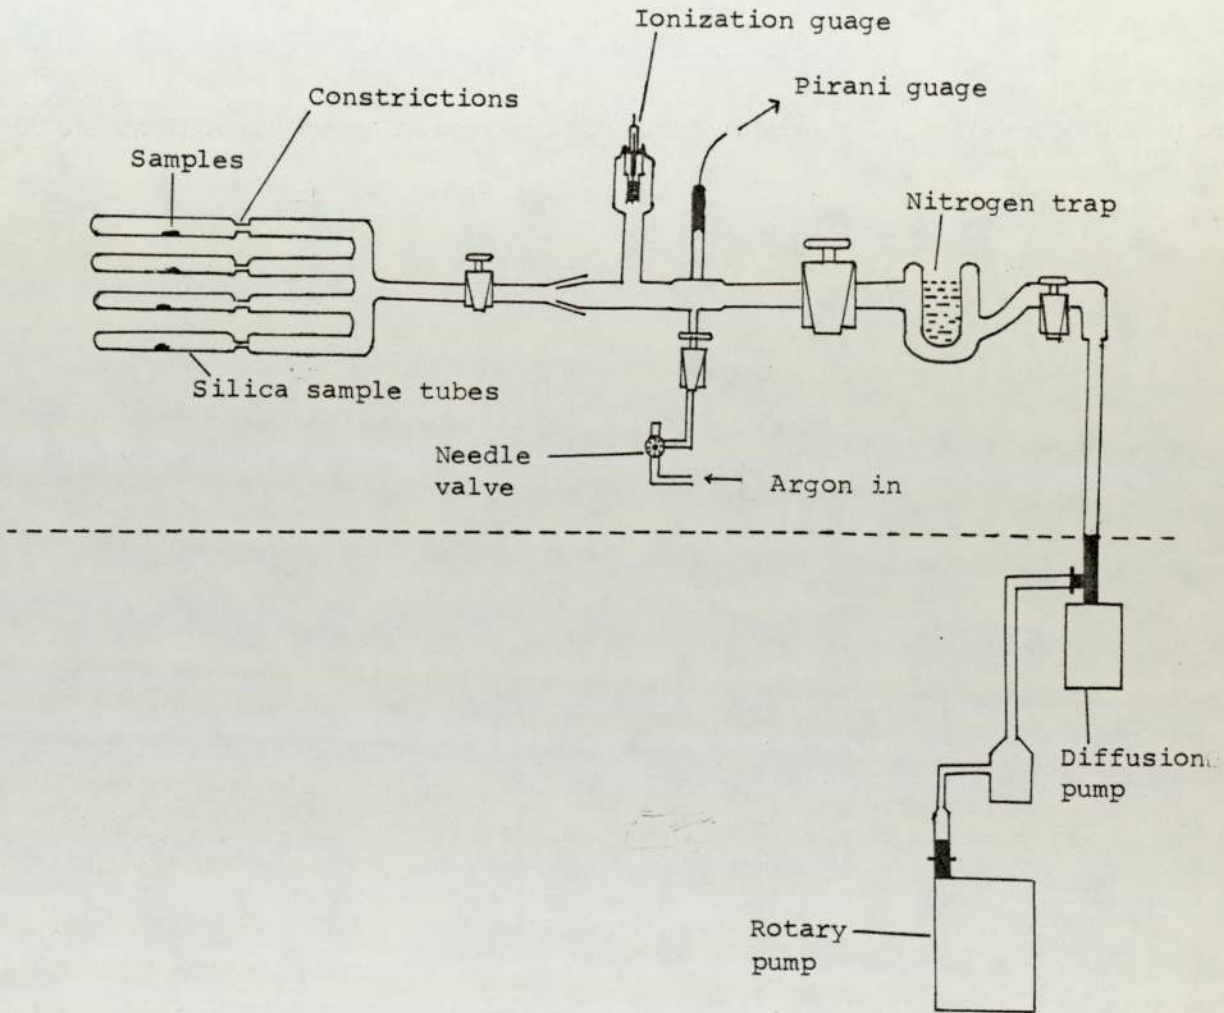 Ionization guage
Pirani guage
Constrictions
Samples
Nitrogen trap
Silica sample tubes
Needle
valve
Argon in
Diffusion
pump
Rotary
pump